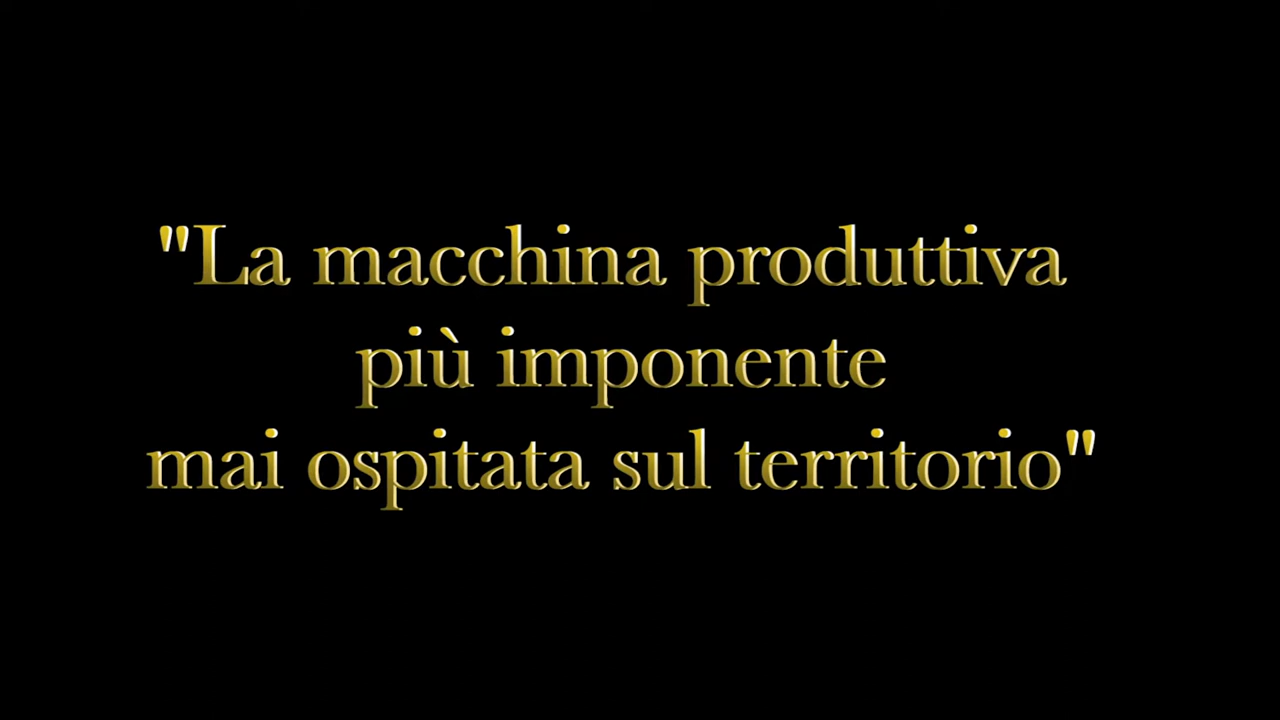 "La macchina produttiva
più imponente
mai ospitata sul territorio"